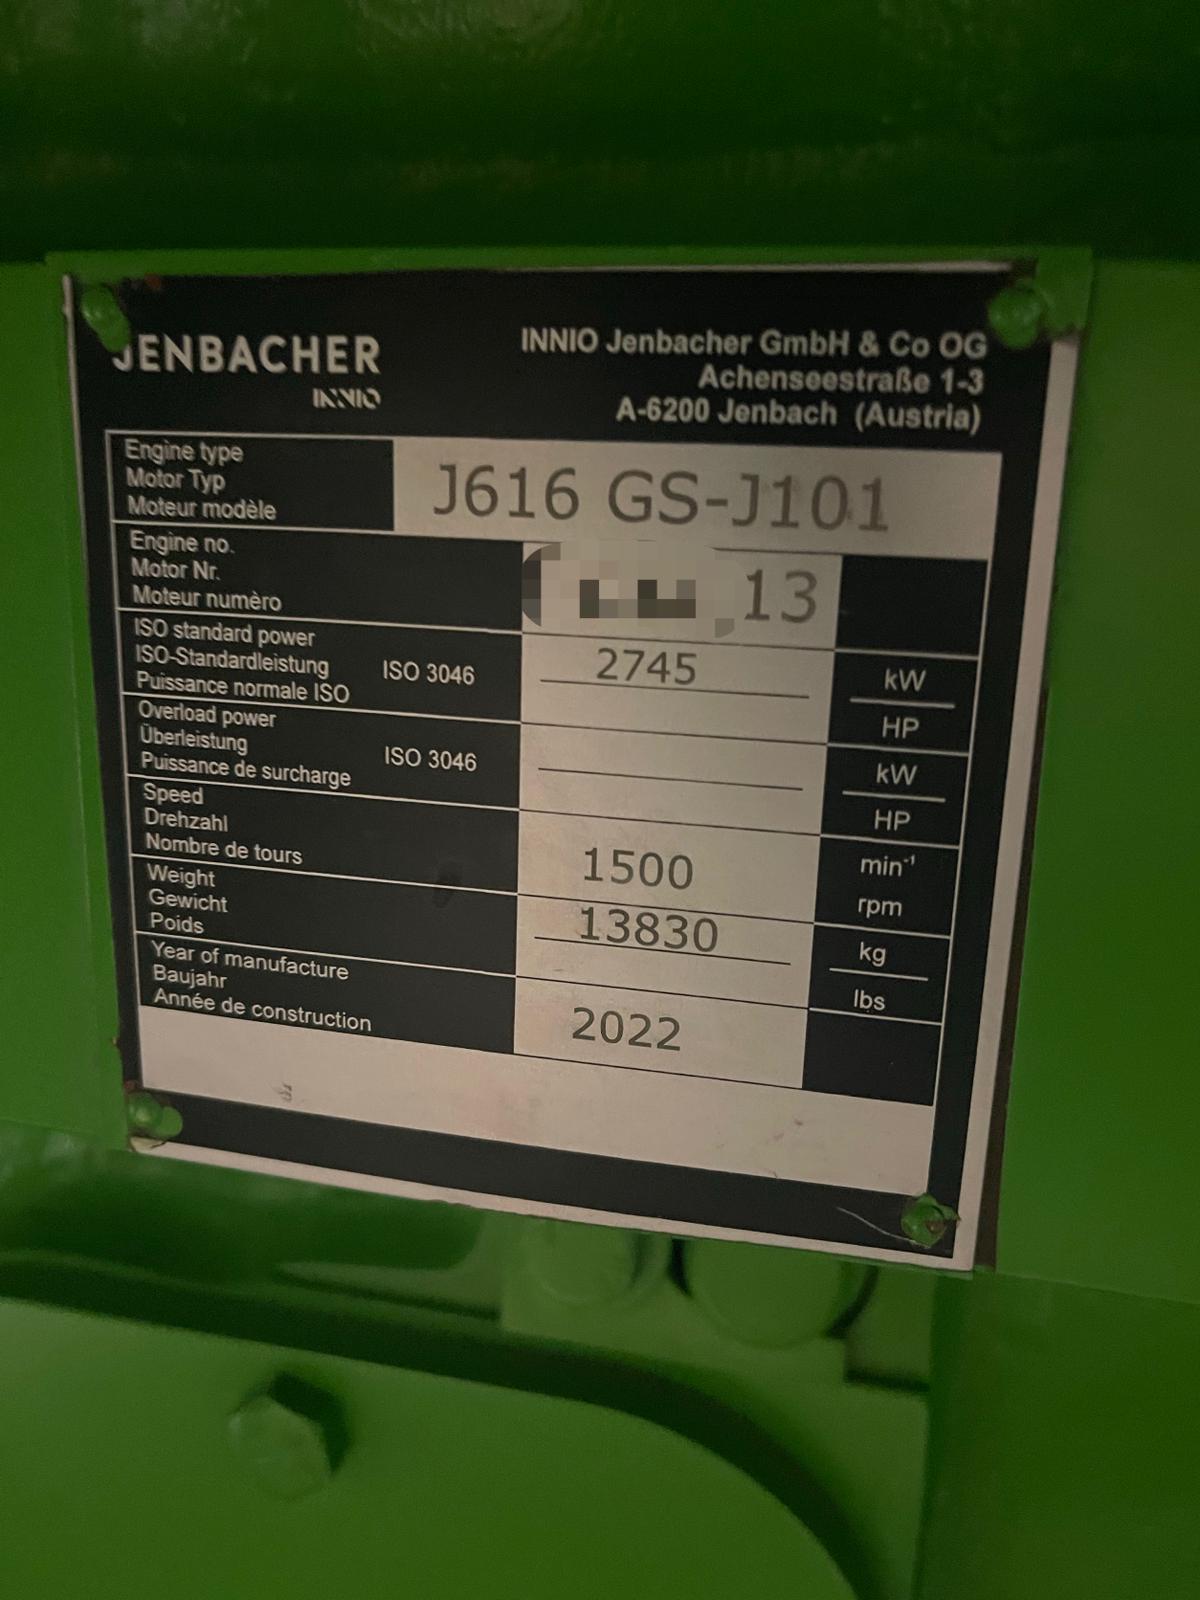 JENBACHER
INNIO
INNIO Jenbacher GmbH & Co OG
Achenseestraße 1-3
A-6200 Jenbach (Austria)
Engine type
Motor Typ
Moteur modèle
J616 GS-J101
Engine no.
Motor Nr.
Moteur numèro
13
ISO standard power
ISO-Standardleistung
Puissance normale ISO
ISO 3046
2745
kW
HP
Overload power
Überleistung
Puissance de surcharge
ISO 3046
kW
HP
Speed
Drehzahl
Nombre de tours
1500
min⁻¹
rpm
Weight
Gewicht
Poids
13830
kg
lbs
Year of manufacture
Baujahr
Année de construction
2022